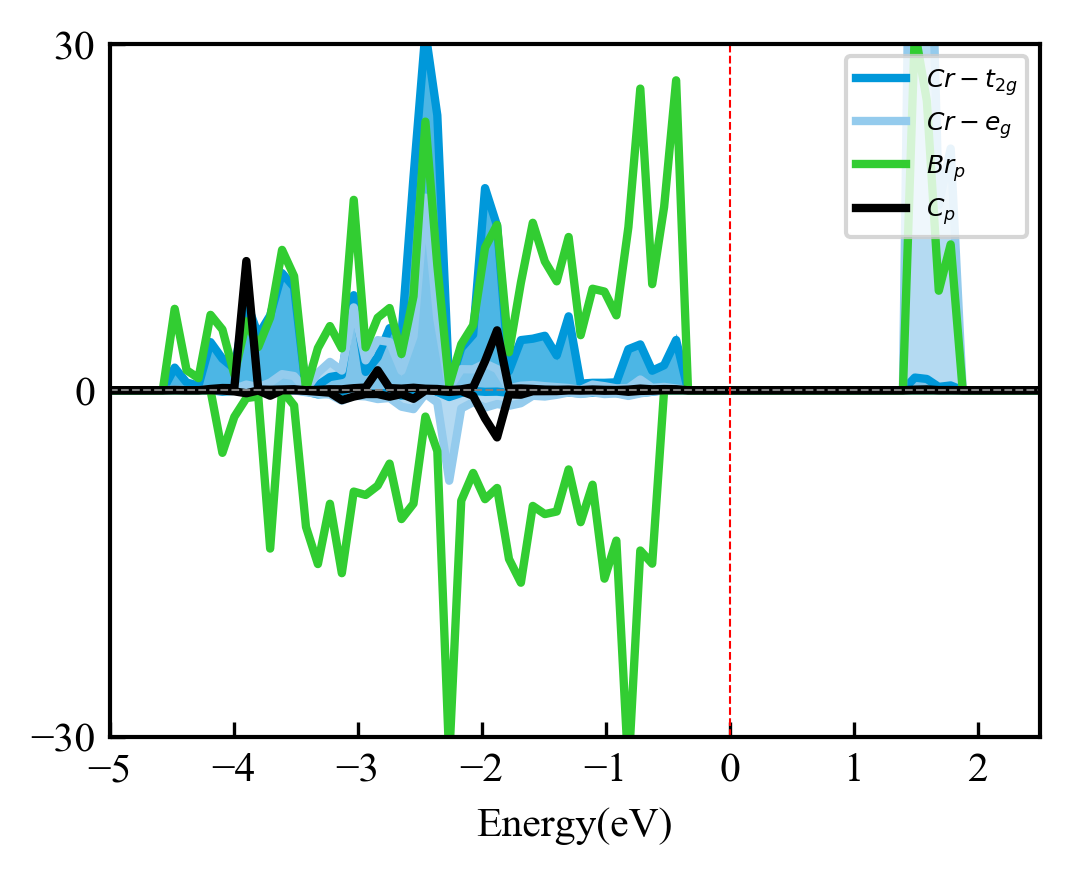 30
0
−30
Cr − t₂g
Cr − eg
Brp
Cp
−5 −4 −3 −2 −1 0 1 2
Energy(eV)